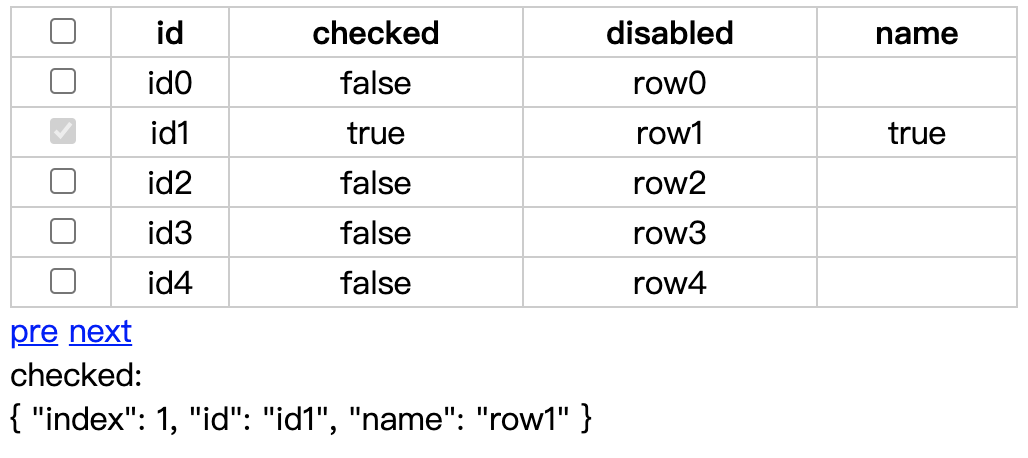 id checked disabled name
id0 false row0
id1 true row1 true
id2 false row2
id3 false row3
id4 false row4
pre next
checked:
{ "index": 1, "id": "id1", "name": "row1" }